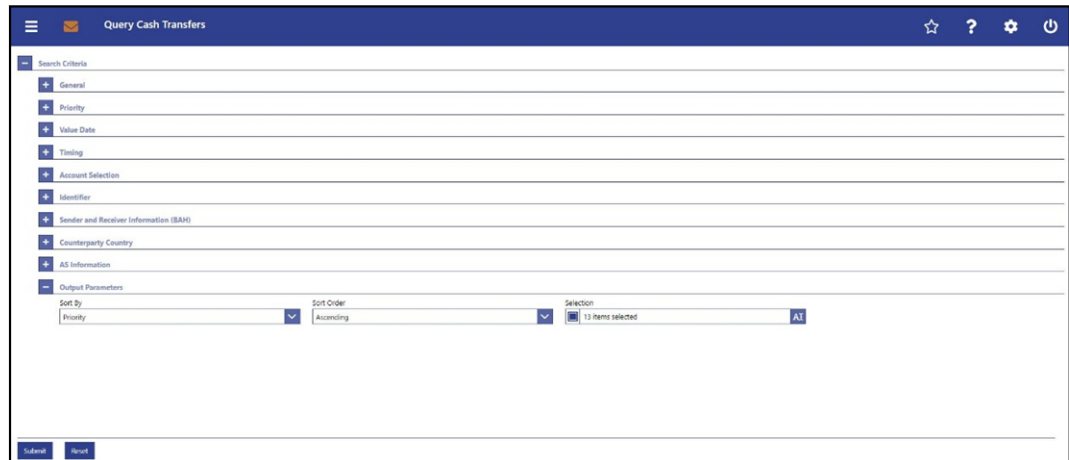 Query Cash Transfers
?
Search Criteria
General
Priority
Value Date
Timing
Account Selection
Identifier
Sender and Receiver Information (BAH)
Counterparty Country
AS Information
Output Parameters
Sort By Sort Order Selection
Priority Ascending 13 items selected AI
Submit Reset